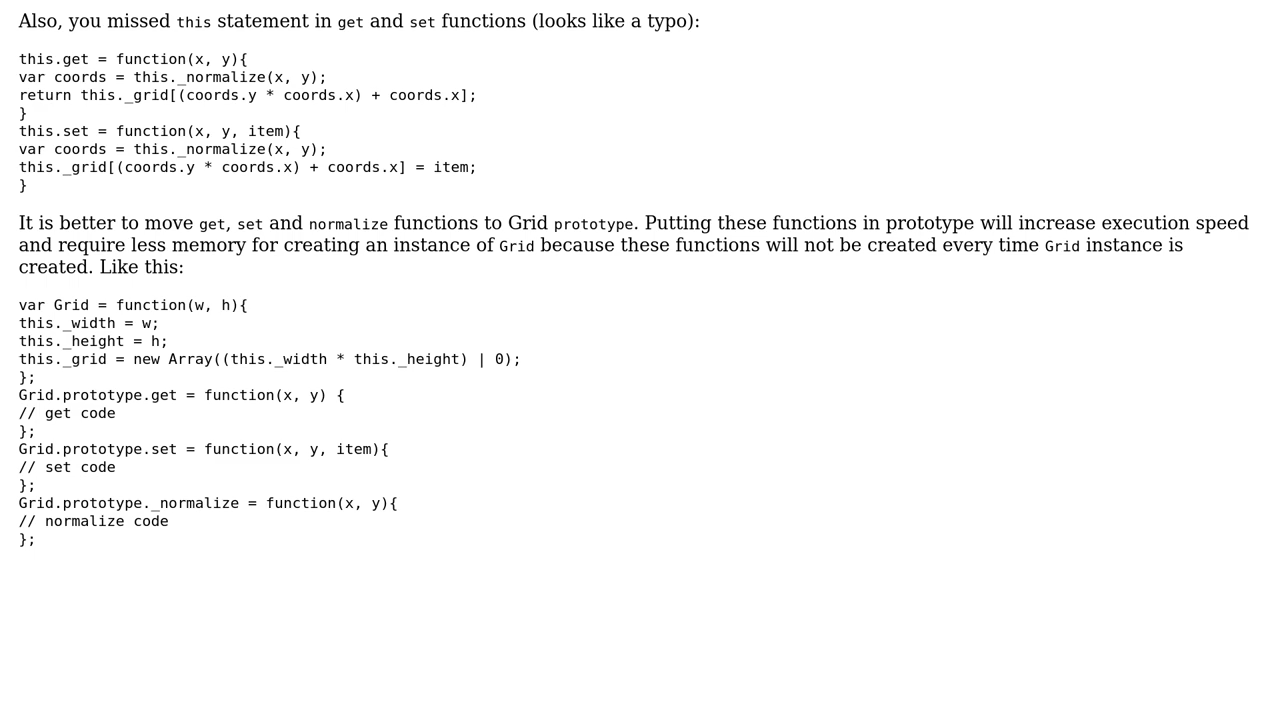 Also, you missed this statement in get and set functions (looks like a typo):
this.get = function(x, y){
var coords = this._normalize(x, y);
return this._grid[(coords.y * coords.x) + coords.x];
}
this.set = function(x, y, item){
var coords = this._normalize(x, y);
this._grid[(coords.y * coords.x) + coords.x] = item;
}
It is better to move get, set and normalize functions to Grid prototype. Putting these functions in prototype will increase execution speed
and require less memory for creating an instance of Grid because these functions will not be created every time Grid instance is
created. Like this:
var Grid = function(w, h){
this._width = w;
this._height = h;
this._grid = new Array((this._width * this._height) | 0);
};
Grid.prototype.get = function(x, y) {
// get code
};
Grid.prototype.set = function(x, y, item){
// set code
};
Grid.prototype._normalize = function(x, y){
// normalize code
};